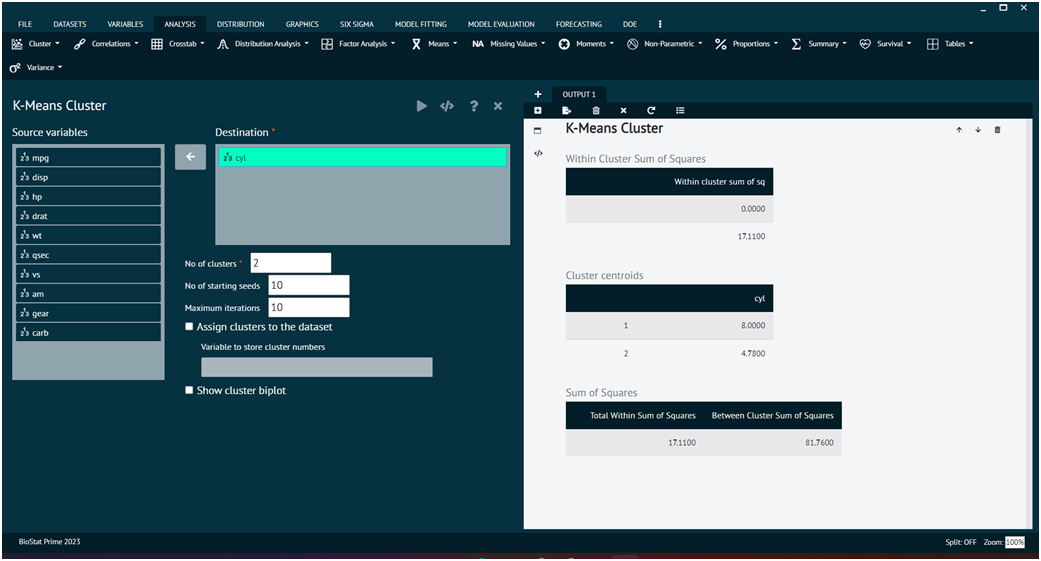 FILE DATASETS VARIABLES ANALYSIS DISTRIBUTION GRAPHICS SIX SIGMA MODEL FITTING MODEL EVALUATION FORECASTING DOE
Cluster Correlations Crosstab Distribution Analysis Factor Analysis Means NA Missing Values Moments Non-Parametric Proportions Summary Survival Tables
σ² Variance
K-Means Cluster
Source variables
mpg
disp
hp
drat
wt
qsec
vs
am
gear
carb
Destination *
cyl
No of clusters * 2
No of starting seeds 10
Maximum iterations 10
Assign clusters to the dataset
Variable to store cluster numbers
Show cluster biplot
OUTPUT 1
K-Means Cluster
Within Cluster Sum of Squares
Within cluster sum of sq
0.0000
17.1100
Cluster centroids
cyl
1 8.0000
2 4.7800
Sum of Squares
Total Within Sum of Squares Between Cluster Sum of Squares
17.1100 81.7600
BioStat Prime 2023 Split: OFF Zoom: 100%